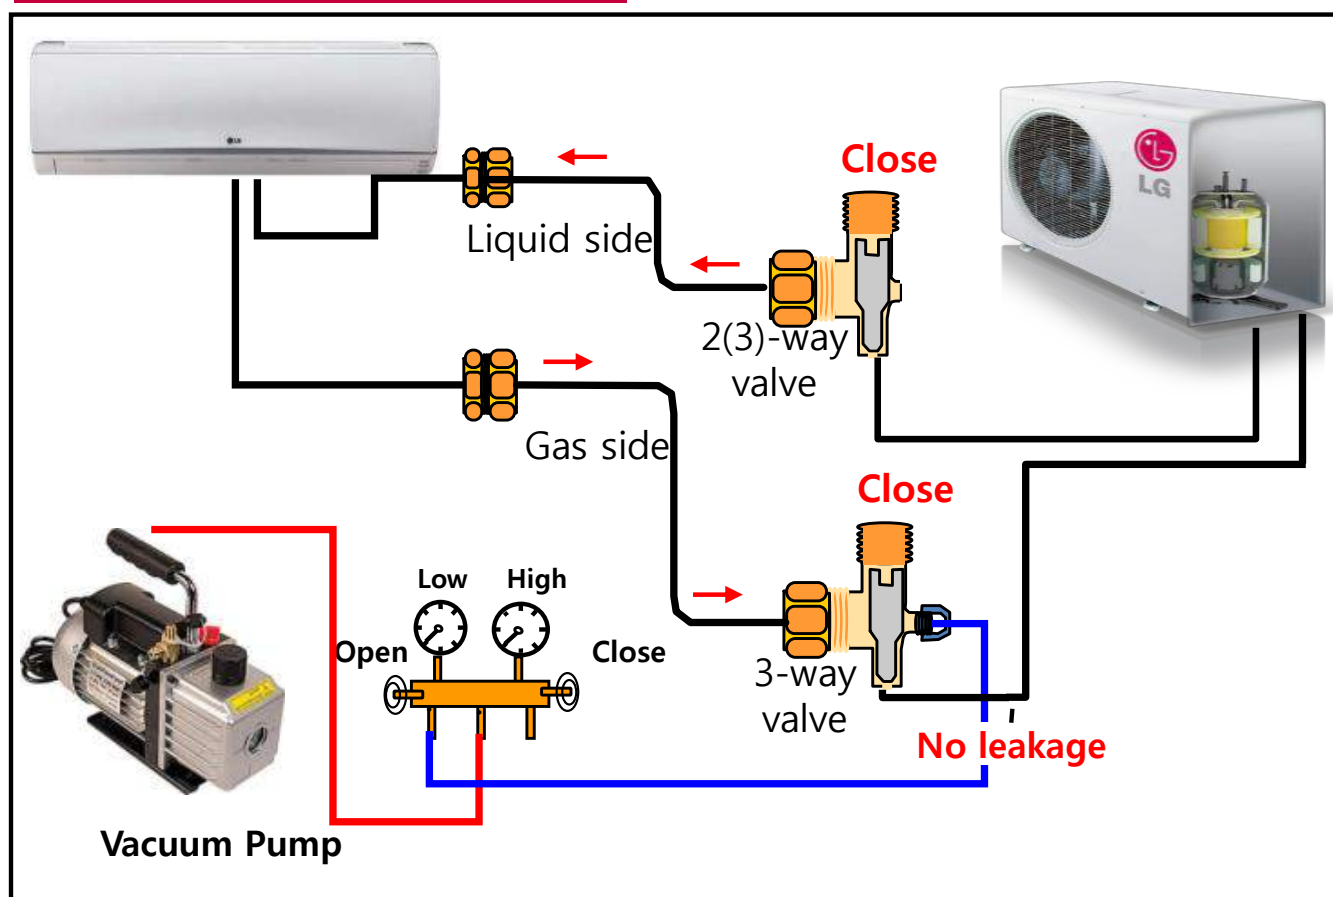 LG
Close
LG
Liquid side
2(3)-way
valve
Gas side
Close
Low
High
Open
Close
3-way
valve
No leakage
Vacuum Pump